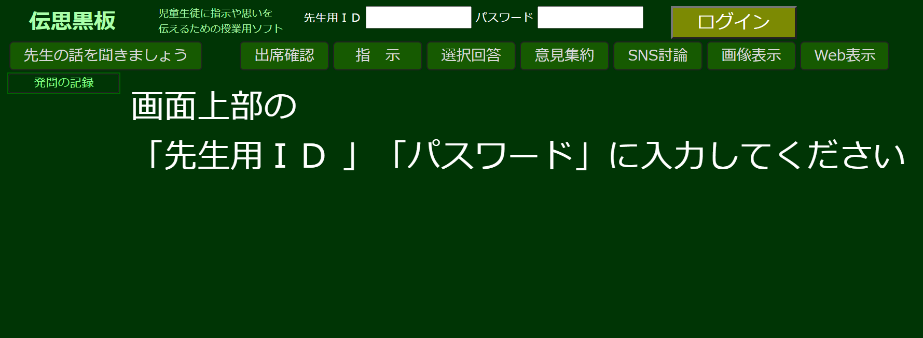 伝思黒板
児童生徒に指示や思いを
伝えるための授業用ソフト
先生用ＩＤ パスワード ログイン
先生の話を聞きましょう 出席確認 指　示 選択回答 意見集約 SNS討論 画像表示 Web表示
発問の記録
画面上部の
「先生用ＩＤ 」「パスワード」に入力してください